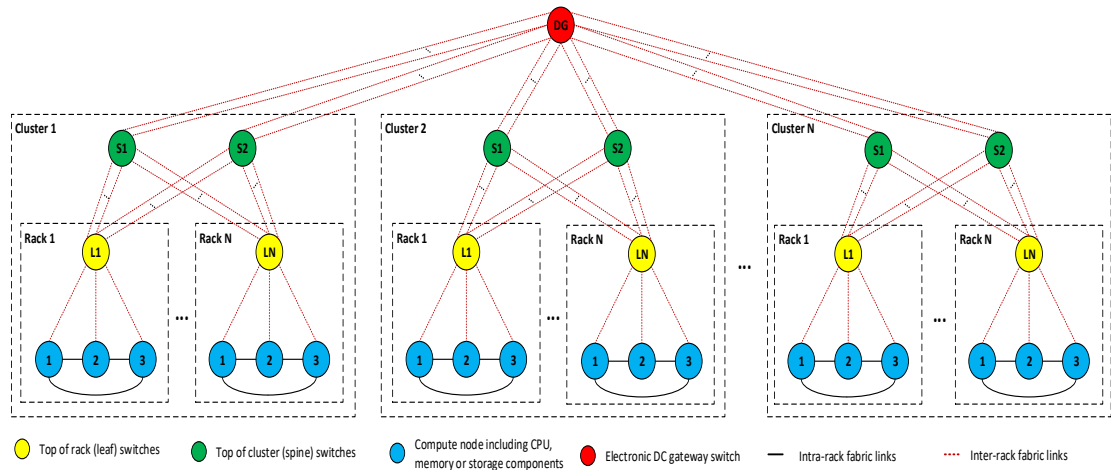 DG
Cluster 1
S1
S2
Cluster 2
S1
S2
Cluster N
S1
S2
Rack 1
L1
Rack N
LN
Rack 1
L1
Rack N
LN
Rack 1
L1
Rack N
LN
...
...
...
...
1
2
3
1
2
3
1
2
3
1
2
3
1
2
3
1
2
3
Top of rack (leaf) switches
Top of cluster (spine) switches
Compute node including CPU,
memory or storage components
Electronic DC gateway switch
Intra-rack fabric links
Inter-rack fabric links